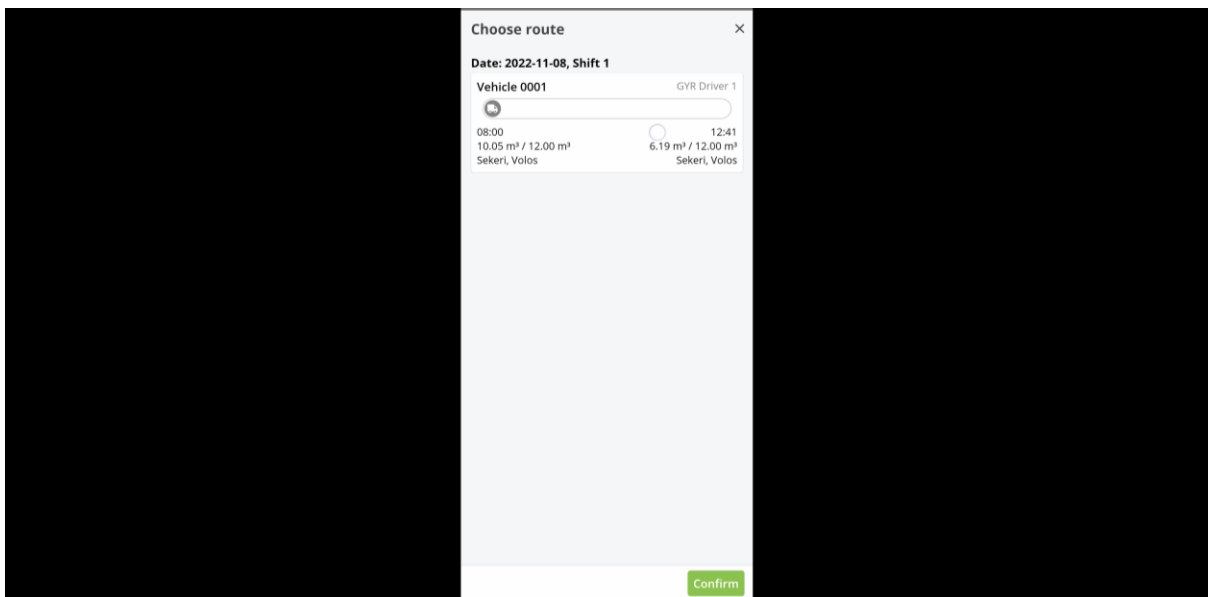 Choose route ×
Date: 2022-11-08, Shift 1
Vehicle 0001 GYR Driver 1
08:00 12:41
10.05 m³ / 12.00 m³ 6.19 m³ / 12.00 m³
Sekeri, Volos Sekeri, Volos
Confirm